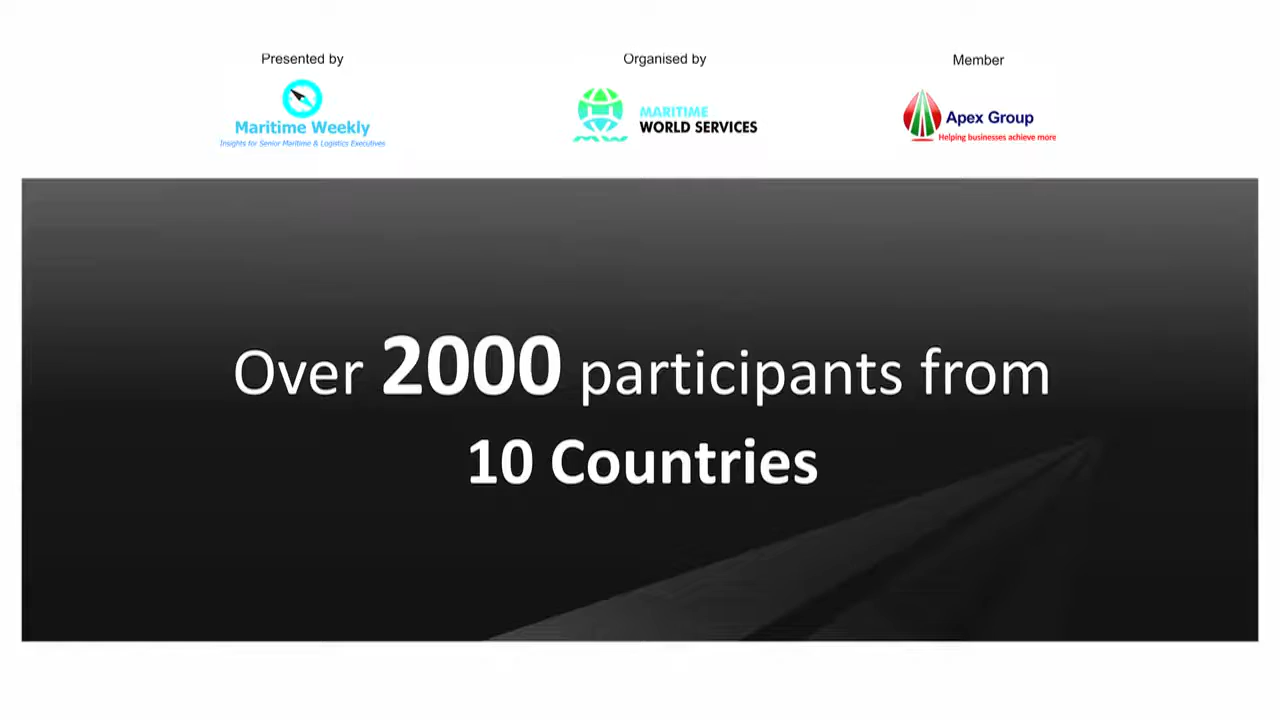 Presented by
Organised by
Member
Maritime Weekly
Insights for Senior Maritime & Logistics Executives
MARITIME
WORLD SERVICES
Apex Group
Helping businesses achieve more
Over 2000 participants from
10 Countries